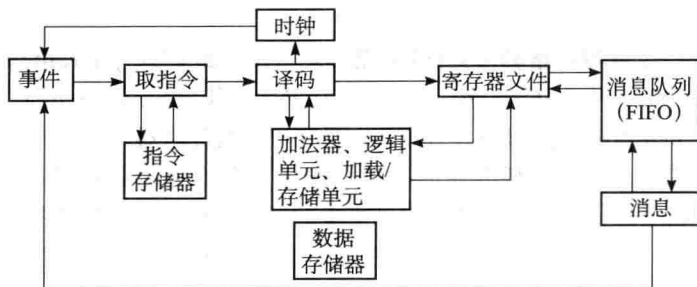 时钟
事件
取指令
译码
寄存器文件
消息队列
（FIFO）
指令
存储器
加法器、逻辑
单元、加载/
存储单元
消息
数据
存储器